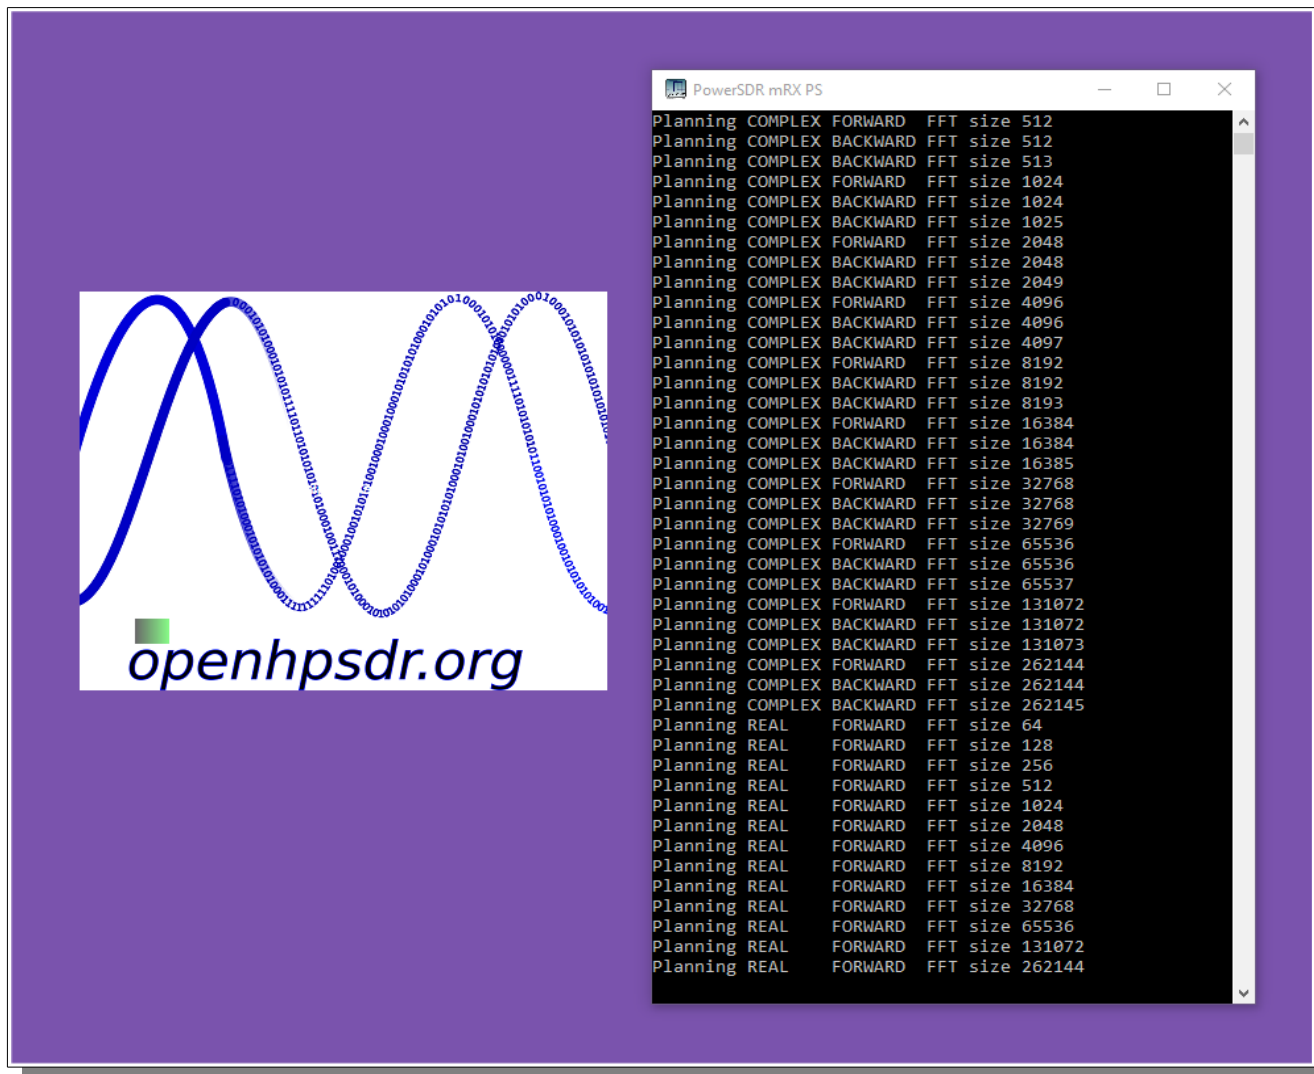 openhpsdr.org
PowerSDR mRX PS
Planning COMPLEX FORWARD  FFT size 512
Planning COMPLEX BACKWARD FFT size 512
Planning COMPLEX BACKWARD FFT size 513
Planning COMPLEX FORWARD  FFT size 1024
Planning COMPLEX BACKWARD FFT size 1024
Planning COMPLEX BACKWARD FFT size 1025
Planning COMPLEX FORWARD  FFT size 2048
Planning COMPLEX BACKWARD FFT size 2048
Planning COMPLEX BACKWARD FFT size 2049
Planning COMPLEX FORWARD  FFT size 4096
Planning COMPLEX BACKWARD FFT size 4096
Planning COMPLEX BACKWARD FFT size 4097
Planning COMPLEX FORWARD  FFT size 8192
Planning COMPLEX BACKWARD FFT size 8192
Planning COMPLEX BACKWARD FFT size 8193
Planning COMPLEX FORWARD  FFT size 16384
Planning COMPLEX BACKWARD FFT size 16384
Planning COMPLEX BACKWARD FFT size 16385
Planning COMPLEX FORWARD  FFT size 32768
Planning COMPLEX BACKWARD FFT size 32768
Planning COMPLEX BACKWARD FFT size 32769
Planning COMPLEX FORWARD  FFT size 65536
Planning COMPLEX BACKWARD FFT size 65536
Planning COMPLEX BACKWARD FFT size 65537
Planning COMPLEX FORWARD  FFT size 131072
Planning COMPLEX BACKWARD FFT size 131072
Planning COMPLEX BACKWARD FFT size 131073
Planning COMPLEX FORWARD  FFT size 262144
Planning COMPLEX BACKWARD FFT size 262144
Planning COMPLEX BACKWARD FFT size 262145
Planning REAL    FORWARD  FFT size 64
Planning REAL    FORWARD  FFT size 128
Planning REAL    FORWARD  FFT size 256
Planning REAL    FORWARD  FFT size 512
Planning REAL    FORWARD  FFT size 1024
Planning REAL    FORWARD  FFT size 2048
Planning REAL    FORWARD  FFT size 4096
Planning REAL    FORWARD  FFT size 8192
Planning REAL    FORWARD  FFT size 16384
Planning REAL    FORWARD  FFT size 32768
Planning REAL    FORWARD  FFT size 65536
Planning REAL    FORWARD  FFT size 131072
Planning REAL    FORWARD  FFT size 262144